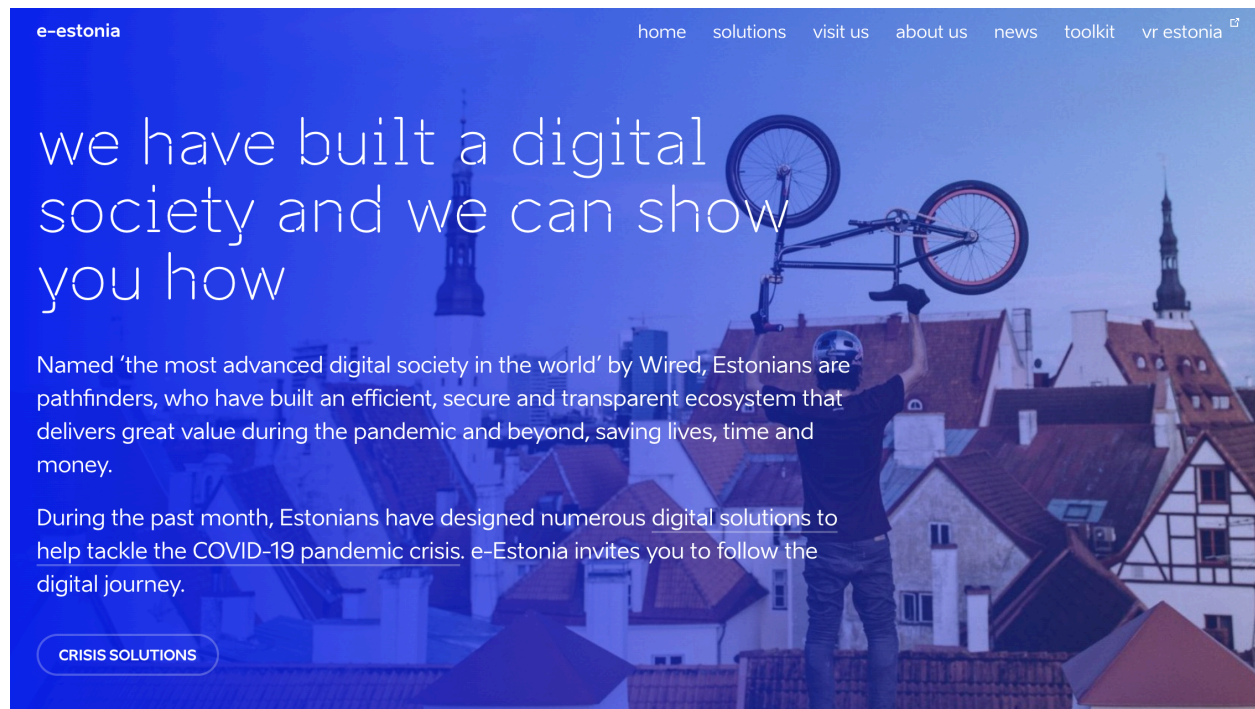 e-estonia
home solutions visit us about us news toolkit vr estonia
we have built a digital
society and we can show
you how
Named ‘the most advanced digital society in the world’ by Wired, Estonians are
pathfinders, who have built an efficient, secure and transparent ecosystem that
delivers great value during the pandemic and beyond, saving lives, time and
money.
During the past month, Estonians have designed numerous digital solutions to
help tackle the COVID-19 pandemic crisis. e-Estonia invites you to follow the
digital journey.
CRISIS SOLUTIONS